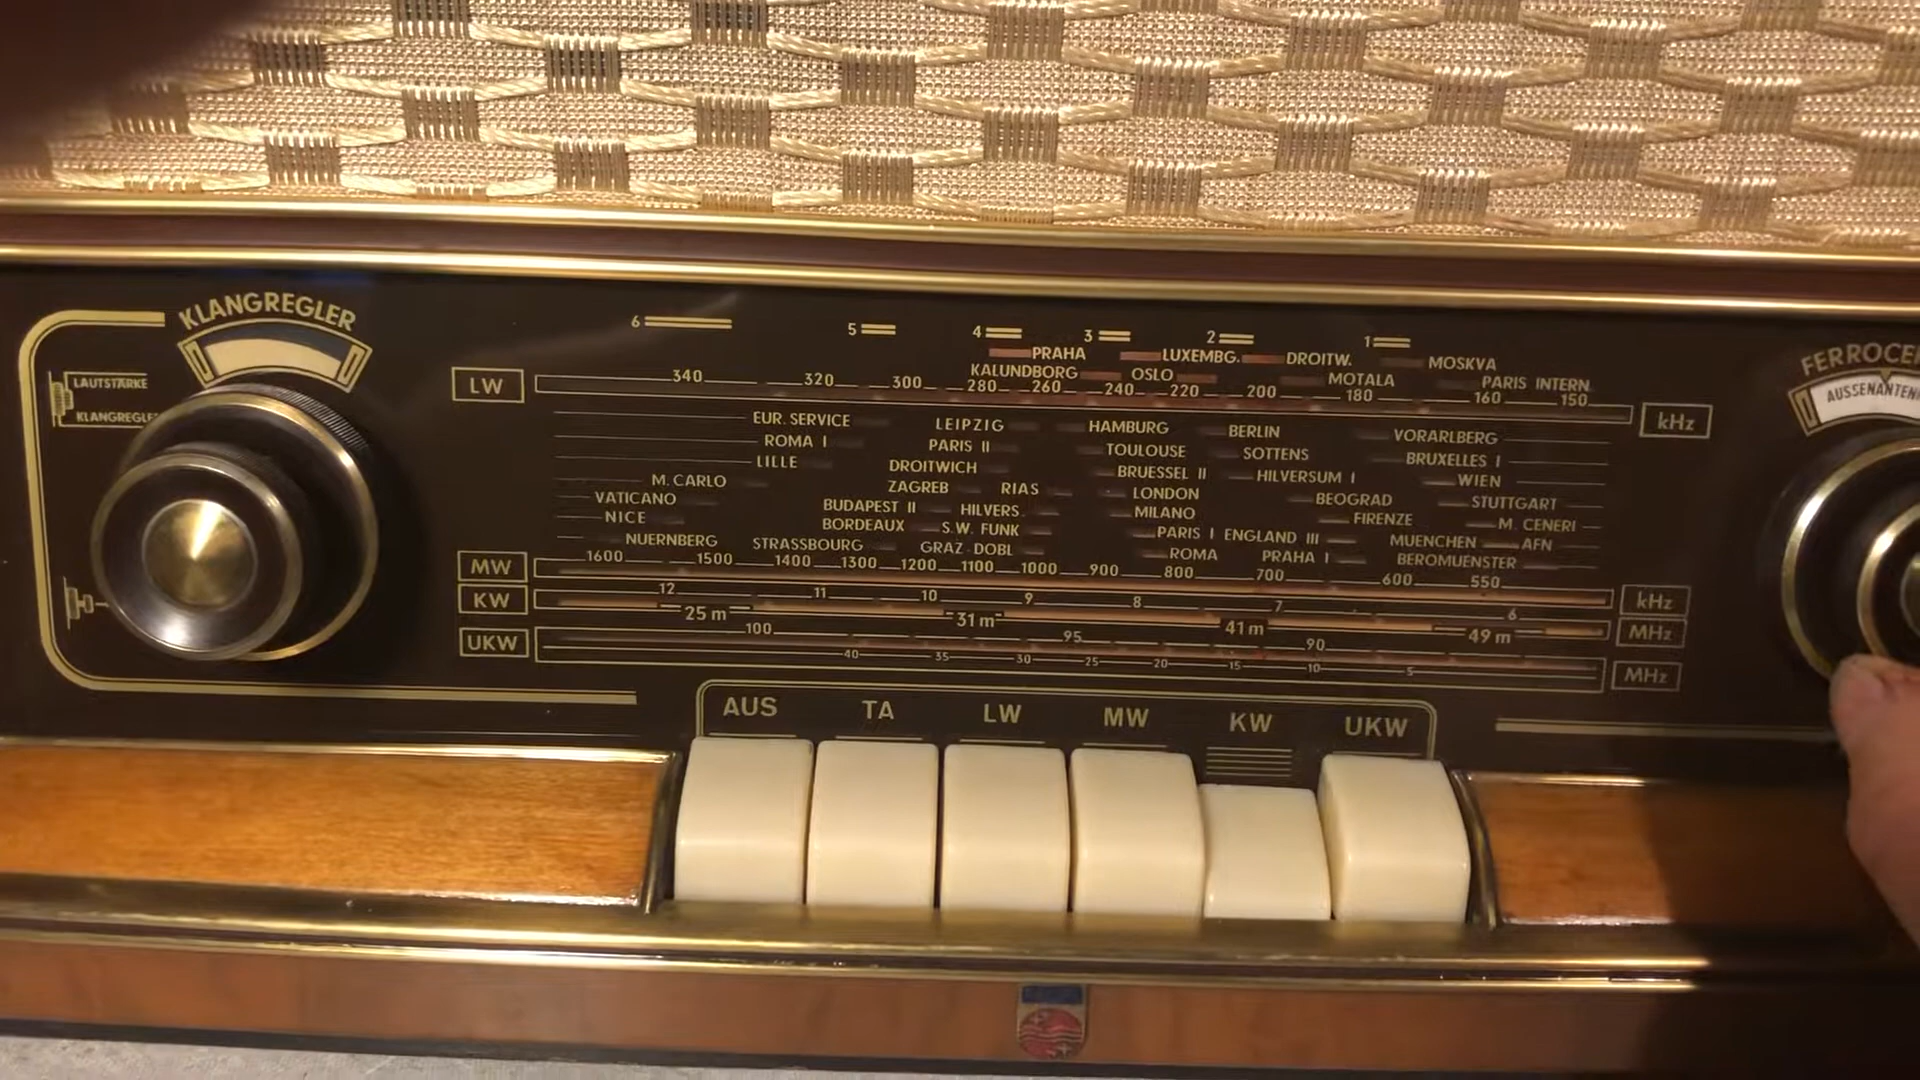 KLANGREGLER
LAUTSTÄRKE
KLANGREGLE
6 5 4 3 2 1
PRAHA LUXEMBG. DROITW. MOSKVA
KALUNDBORG OSLO MOTALA PARIS INTERN.
LW 340 320 300 280 260 240 220 200 180 160 150 kHz
EUR. SERVICE LEIPZIG HAMBURG BERLIN VORARLBERG
ROMA I PARIS II TOULOUSE SOTTENS BRUXELLES I
LILLE DROITWICH BRUESSEL II HILVERSUM I WIEN
M. CARLO ZAGREB RIAS LONDON BEOGRAD STUTTGART
VATICANO BUDAPEST II HILVERS. MILANO FIRENZE M. CENERI
NICE BORDEAUX S.W. FUNK PARIS I ENGLAND III MUENCHEN AFN
NUERNBERG STRASSBOURG GRAZ-DOBL ROMA PRAHA I BEROMUENSTER
MW 1600 1500 1400 1300 1200 1100 1000 900 800 700 600 550 kHz
KW 12 11 10 9 8 7 6 MHz
25 m 31 m 41 m 49 m
UKW 100 95 90 MHz
40 35 30 25 20 15 10 5
AUS TA LW MW KW UKW
FERROCE
AUSSENANTEN